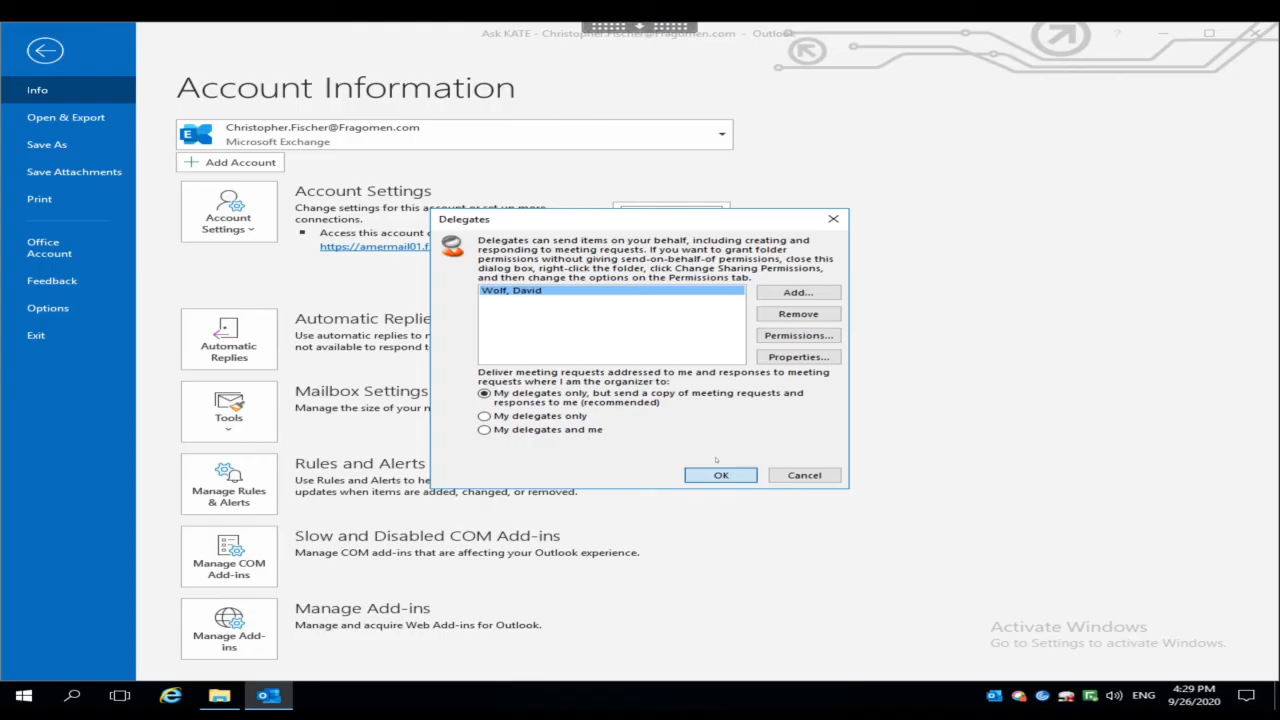 Ask KATE - Christopher.Fischer@Fragomen.com - Outlook
?
Info
Open & Export
Save As
Save Attachments
Print
Office
Account
Feedback
Options
Exit
Account Information
E
Christopher.Fischer@Fragomen.com
Microsoft Exchange
Add Account
Account
Settings
Account Settings
Change settings for this account or set up more
connections.
Access this account
https://amermail01.f
Automatic
Replies
Automatic Replie
Use automatic replies to n
not available to respond t
Tools
Mailbox Settings
Manage the size of your m
Manage Rules
& Alerts
Rules and Alerts
Use Rules and Alerts to he
updates when items are added, changed, or removed.
Manage COM
Add-ins
Slow and Disabled COM Add-ins
Manage COM add-ins that are affecting your Outlook experience.
Manage Add-
ins
Manage Add-ins
Manage and acquire Web Add-ins for Outlook.
Delegates
Delegates can send items on your behalf, including creating and
responding to meeting requests. If you want to grant folder
permissions without giving send-on-behalf-of permissions, close this
dialog box, right-click the folder, click Change Sharing Permissions,
and then change the options on the Permissions tab.
Wolf, David
Add...
Remove
Permissions...
Properties...
Deliver meeting requests addressed to me and responses to meeting
requests where I am the organizer to:
My delegates only, but send a copy of meeting requests and
responses to me (recommended)
My delegates only
My delegates and me
OK
Cancel
Activate Windows
Go to Settings to activate Windows.
ENG
4:29 PM
9/26/2020